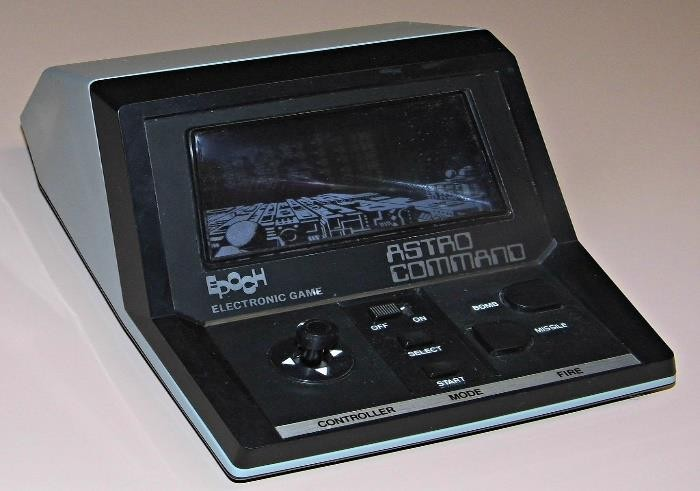 EPOCH
ELECTRONIC GAME
ASTRO
COMMAND
OFF
ON
SELECT
START
BOMB
MISSILE
CONTROLLER
MODE
FIRE